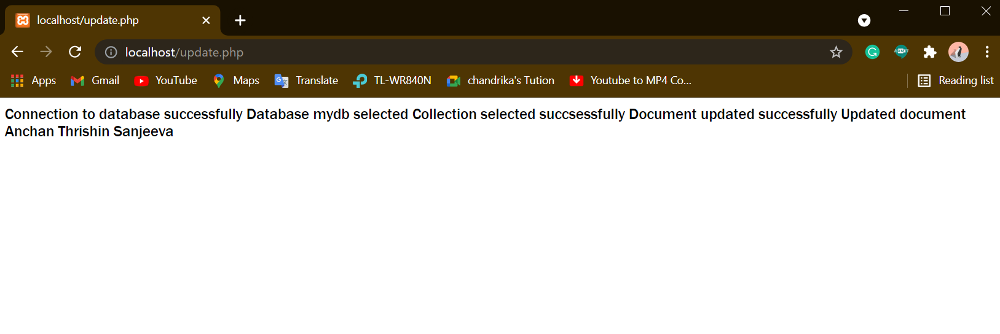 localhost/update.php
localhost/update.php
Apps Gmail YouTube Maps Translate TL-WR840N chandrika's Tution Youtube to MP4 Co... Reading list
Connection to database successfully Database mydb selected Collection selected succsessfully Document updated successfully Updated document
Anchan Thrishin Sanjeeva